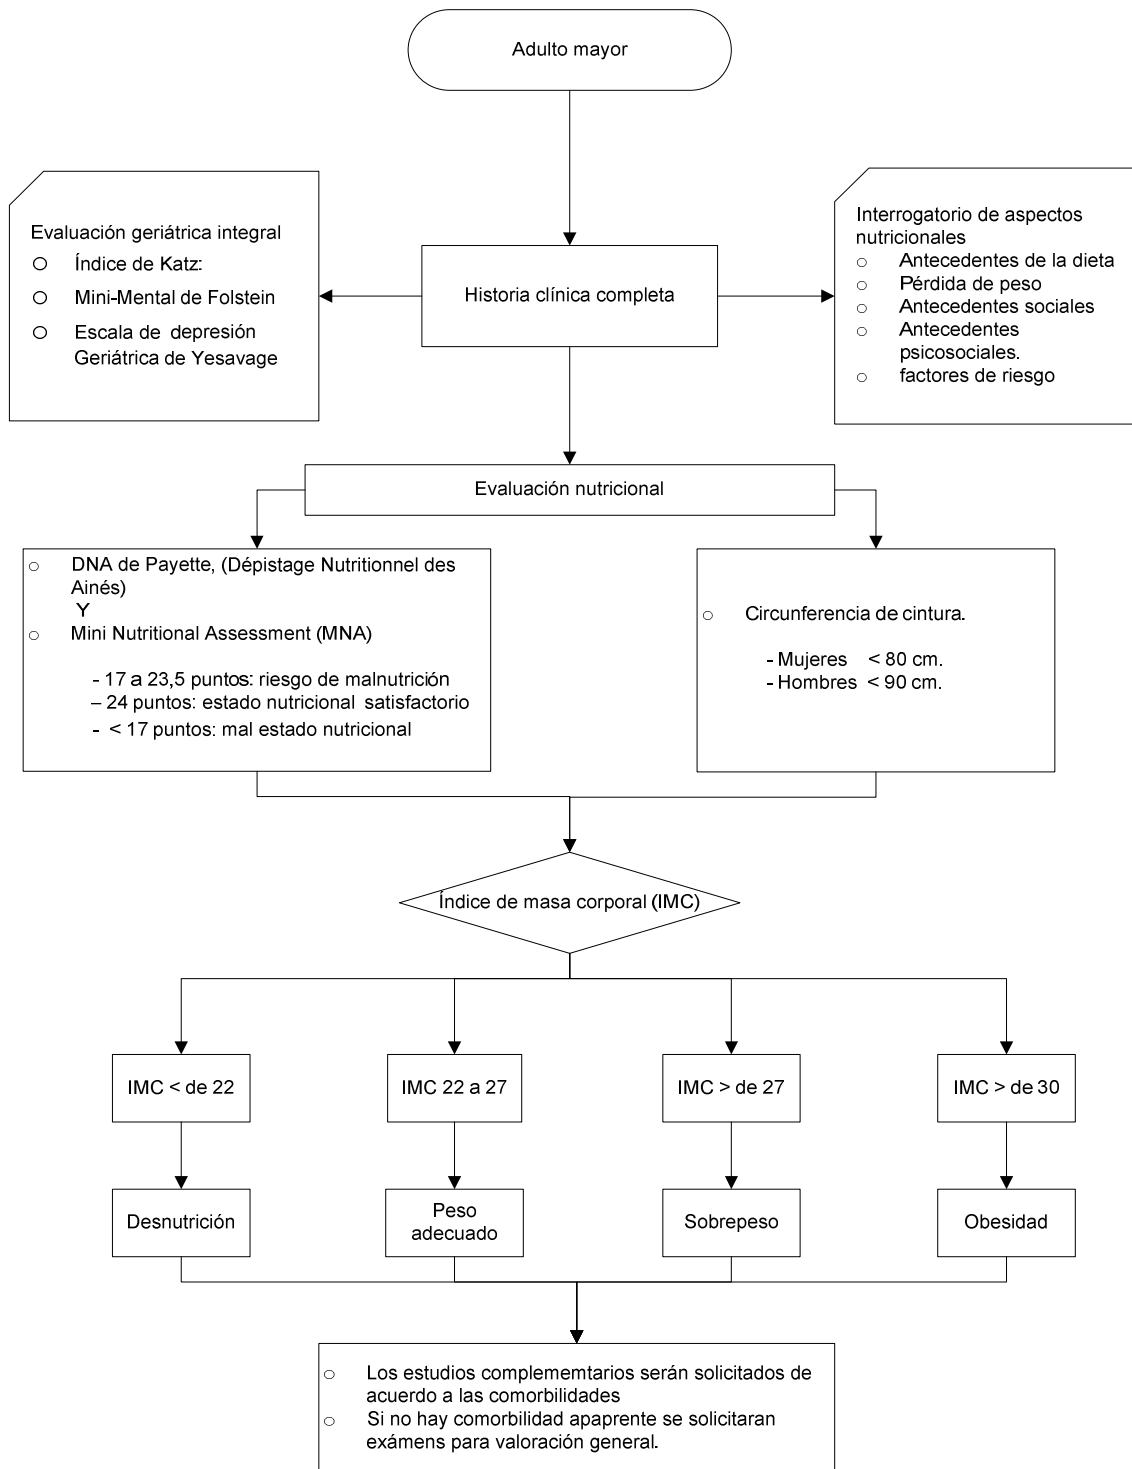 Adulto mayor
Evaluación geriátrica integral
Índice de Katz:
Mini-Mental de Folstein
Escala de depresión
Geriátrica de Yesavage
Historia clínica completa
Interrogatorio de aspectos
nutricionales
Antecedentes de la dieta
Pérdida de peso
Antecedentes sociales
Antecedentes
psicosociales.
factores de riesgo
Evaluación nutricional
DNA de Payette, (Dépistage Nutritionnel des
Ainés)
Y
Mini Nutritional Assessment (MNA)
- 17 a 23,5 puntos: riesgo de malnutrición
– 24 puntos: estado nutricional satisfactorio
- < 17 puntos: mal estado nutricional
Circunferencia de cintura.
- Mujeres < 80 cm.
- Hombres < 90 cm.
Índice de masa corporal (IMC)
IMC < de 22
IMC 22 a 27
IMC > de 27
IMC > de 30
Desnutrición
Peso
adecuado
Sobrepeso
Obesidad
Los estudios complememtarios serán solicitados de
acuerdo a las comorbilidades
Si no hay comorbilidad apaprente se solicitaran
exámens para valoración general.